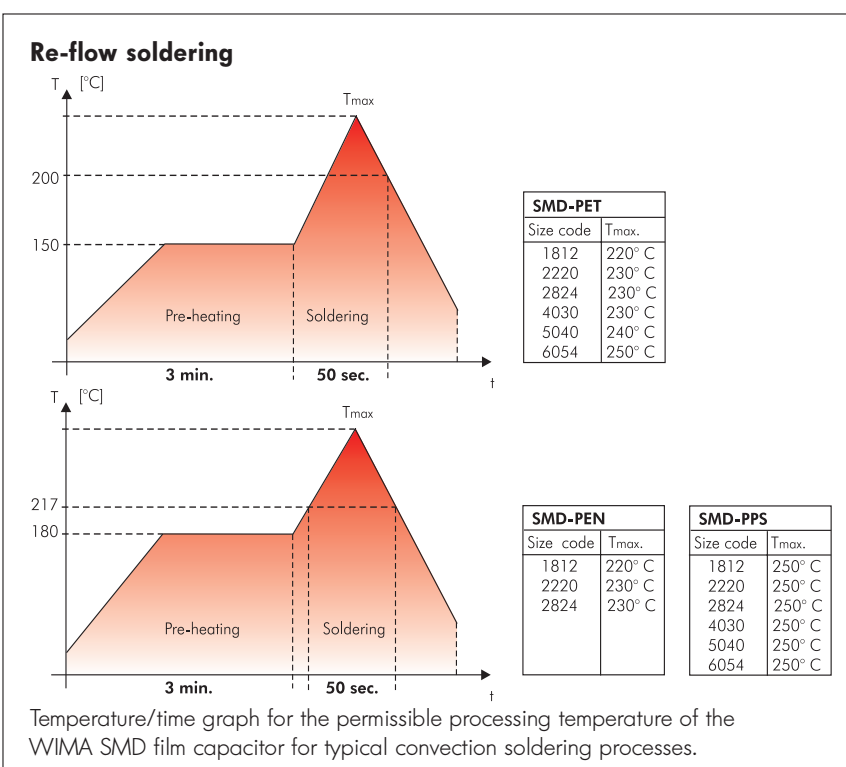 Re-flow soldering
T [°C]
Tmax
200
150
Pre-heating Soldering
3 min. 50 sec. t
SMD-PET
Size code Tmax.
1812 220° C
2220 230° C
2824 230° C
4030 230° C
5040 240° C
6054 250° C
T [°C]
Tmax
217
180
Pre-heating Soldering
3 min. 50 sec. t
SMD-PEN
Size code Tmax.
1812 220° C
2220 230° C
2824 230° C
SMD-PPS
Size code Tmax.
1812 250° C
2220 250° C
2824 250° C
4030 250° C
5040 250° C
6054 250° C
Temperature/time graph for the permissible processing temperature of the
WIMA SMD film capacitor for typical convection soldering processes.